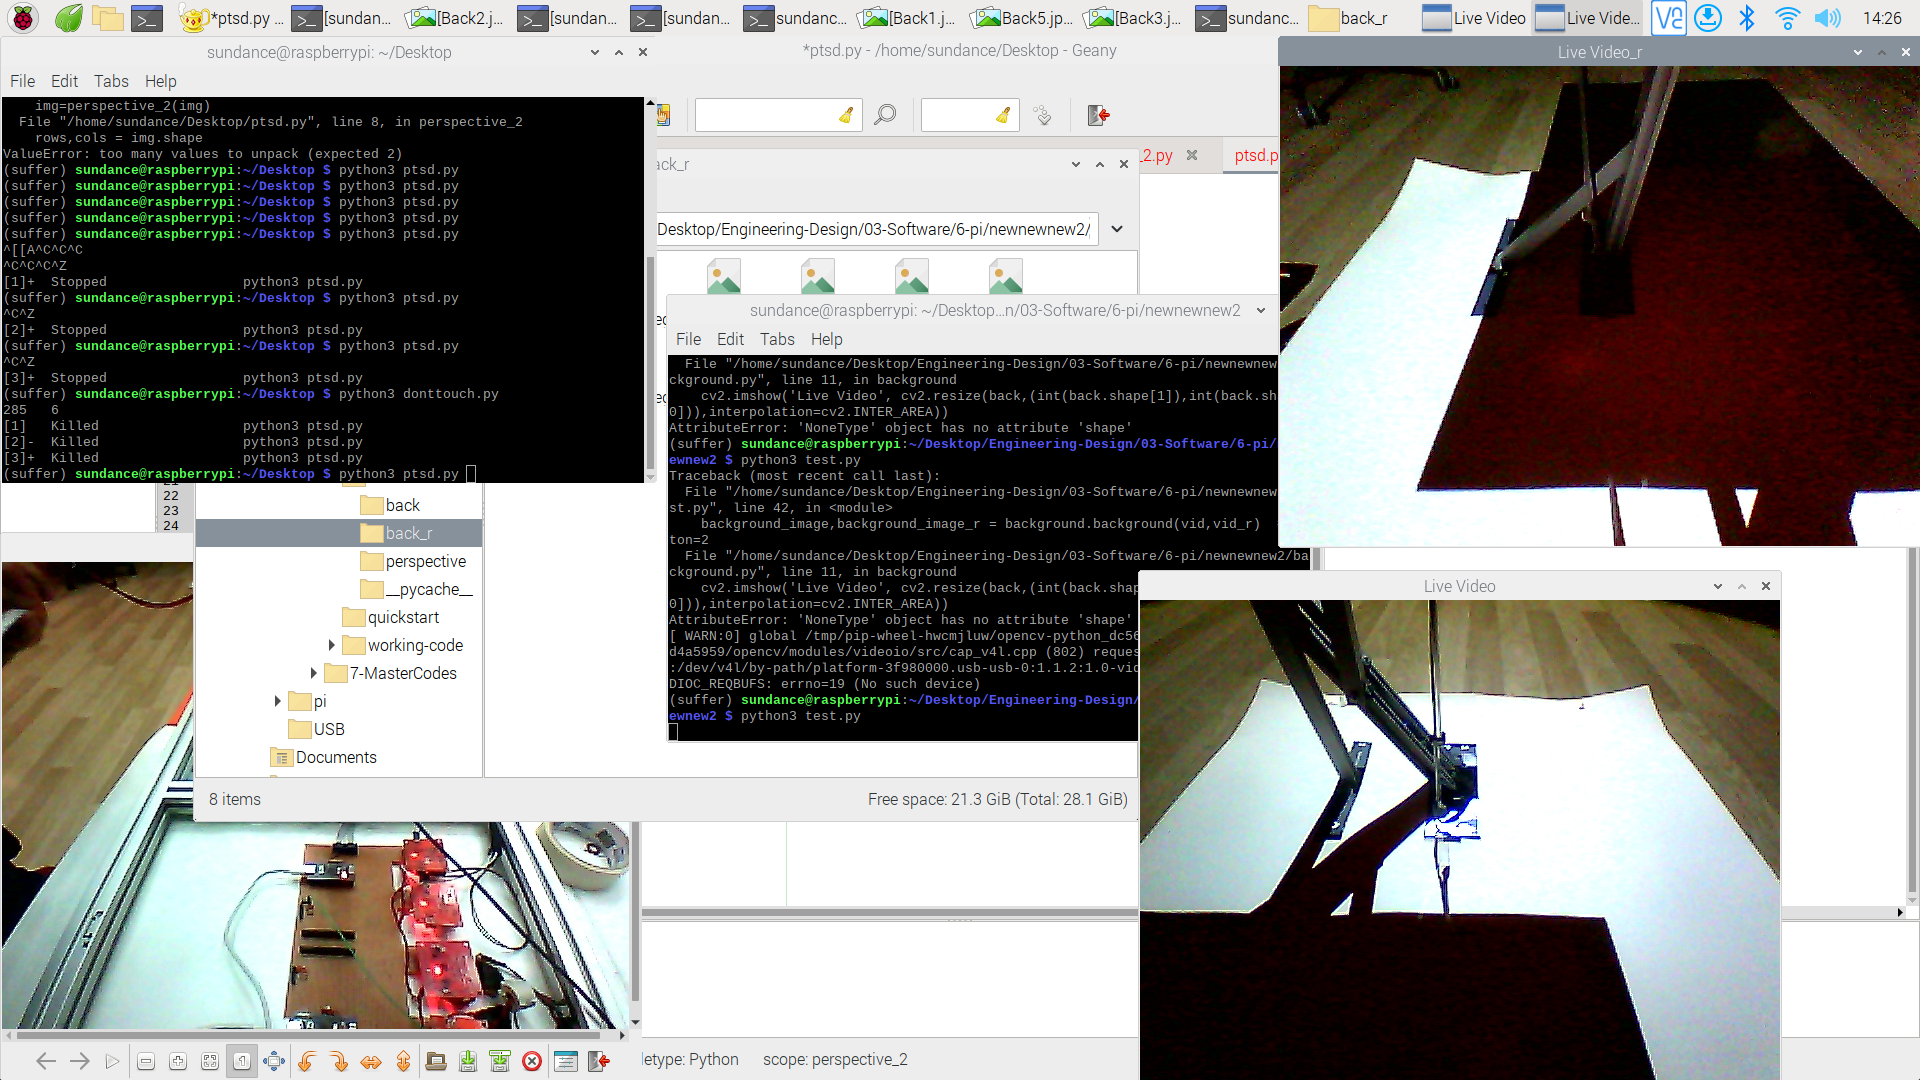 *ptsd.py ...
[sundan...
[Back2.j...
[sundan...
[sundan...
sundanc...
[Back1.j...
Back5.jp...
[Back3.j...
sundanc...
back_r
Live Video
Live Vide...
14:26
sundance@raspberrypi: ~/Desktop
File Edit Tabs Help
img=perspective_2(img)
File "/home/sundance/Desktop/ptsd.py", line 8, in perspective_2
rows,cols = img.shape
ValueError: too many values to unpack (expected 2)
(suffer) sundance@raspberrypi:~/Desktop $ python3 ptsd.py
(suffer) sundance@raspberrypi:~/Desktop $ python3 ptsd.py
(suffer) sundance@raspberrypi:~/Desktop $ python3 ptsd.py
(suffer) sundance@raspberrypi:~/Desktop $ python3 ptsd.py
(suffer) sundance@raspberrypi:~/Desktop $ python3 ptsd.py
^[[A^C^C^C
^C^C^C^Z
[1]+ Stopped python3 ptsd.py
(suffer) sundance@raspberrypi:~/Desktop $ python3 ptsd.py
^C^Z
[2]+ Stopped python3 ptsd.py
(suffer) sundance@raspberrypi:~/Desktop $ python3 ptsd.py
^C^Z
[3]+ Stopped python3 ptsd.py
(suffer) sundance@raspberrypi:~/Desktop $ python3 donttouch.py
285 6
[1] Killed python3 ptsd.py
[2]- Killed python3 ptsd.py
[3]+ Killed python3 ptsd.py
(suffer) sundance@raspberrypi:~/Desktop $ python3 ptsd.py
*ptsd.py - /home/sundance/Desktop - Geany
_2.py
ptsd.p
ack_r
Desktop/Engineering-Design/03-Software/6-pi/newnewnew2/
22
23
24
back
back_r
perspective
__pycache__
quickstart
working-code
7-MasterCodes
pi
USB
Documents
8 items
Free space: 21.3 GiB (Total: 28.1 GiB)
sundance@raspberrypi: ~/Desktop...n/03-Software/6-pi/newnewnew2
File Edit Tabs Help
File "/home/sundance/Desktop/Engineering-Design/03-Software/6-pi/newnewnew
ckground.py", line 11, in background
cv2.imshow('Live Video', cv2.resize(back,(int(back.shape[1]),int(back.sh
0])),interpolation=cv2.INTER_AREA))
AttributeError: 'NoneType' object has no attribute 'shape'
(suffer) sundance@raspberrypi:~/Desktop/Engineering-Design/03-Software/6-pi/
ewnew2 $ python3 test.py
Traceback (most recent call last):
File "/home/sundance/Desktop/Engineering-Design/03-Software/6-pi/newnewnew
st.py", line 42, in <module>
background_image,background_image_r = background.background(vid,vid_r)
ton=2
File "/home/sundance/Desktop/Engineering-Design/03-Software/6-pi/newnewnew2/ba
ckground.py", line 11, in background
cv2.imshow('Live Video', cv2.resize(back,(int(back.shap
0])),interpolation=cv2.INTER_AREA))
AttributeError: 'NoneType' object has no attribute 'shape'
[ WARN:0] global /tmp/pip-wheel-hwcmjluw/opencv-python_dc56
d4a5959/opencv/modules/videoio/src/cap_v4l.cpp (802) reques
:/dev/v4l/by-path/platform-3f980000.usb-usb-0:1.1.2:1.0-vid
DIOC_REQBUFS: errno=19 (No such device)
(suffer) sundance@raspberrypi:~/Desktop/Engineering-Design/
ewnew2 $ python3 test.py
Live Video_r
Live Video
letype: Python scope: perspective_2